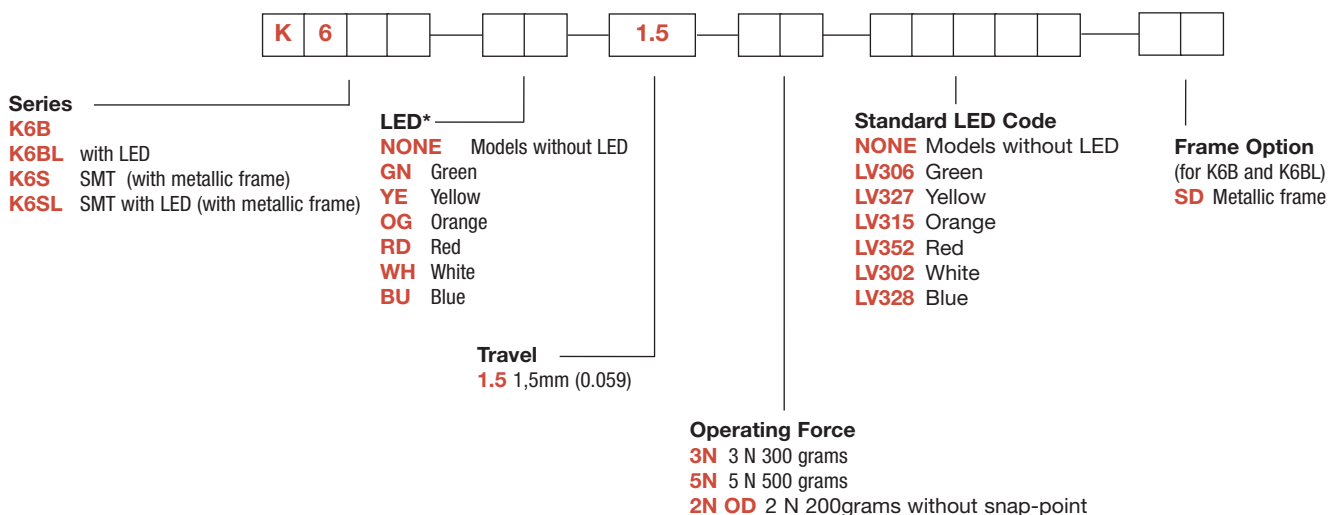 K 6 1.5
Series
K6B
K6BL with LED
K6S SMT (with metallic frame)
K6SL SMT with LED (with metallic frame)
LED*
NONE Models without LED
GN Green
YE Yellow
OG Orange
RD Red
WH White
BU Blue
Travel
1.5 1,5mm (0.059)
Operating Force
3N 3 N 300 grams
5N 5 N 500 grams
2N OD 2 N 200grams without snap-point
Standard LED Code
NONE Models without LED
LV306 Green
LV327 Yellow
LV315 Orange
LV352 Red
LV302 White
LV328 Blue
Frame Option
(for K6B and K6BL)
SD Metallic frame